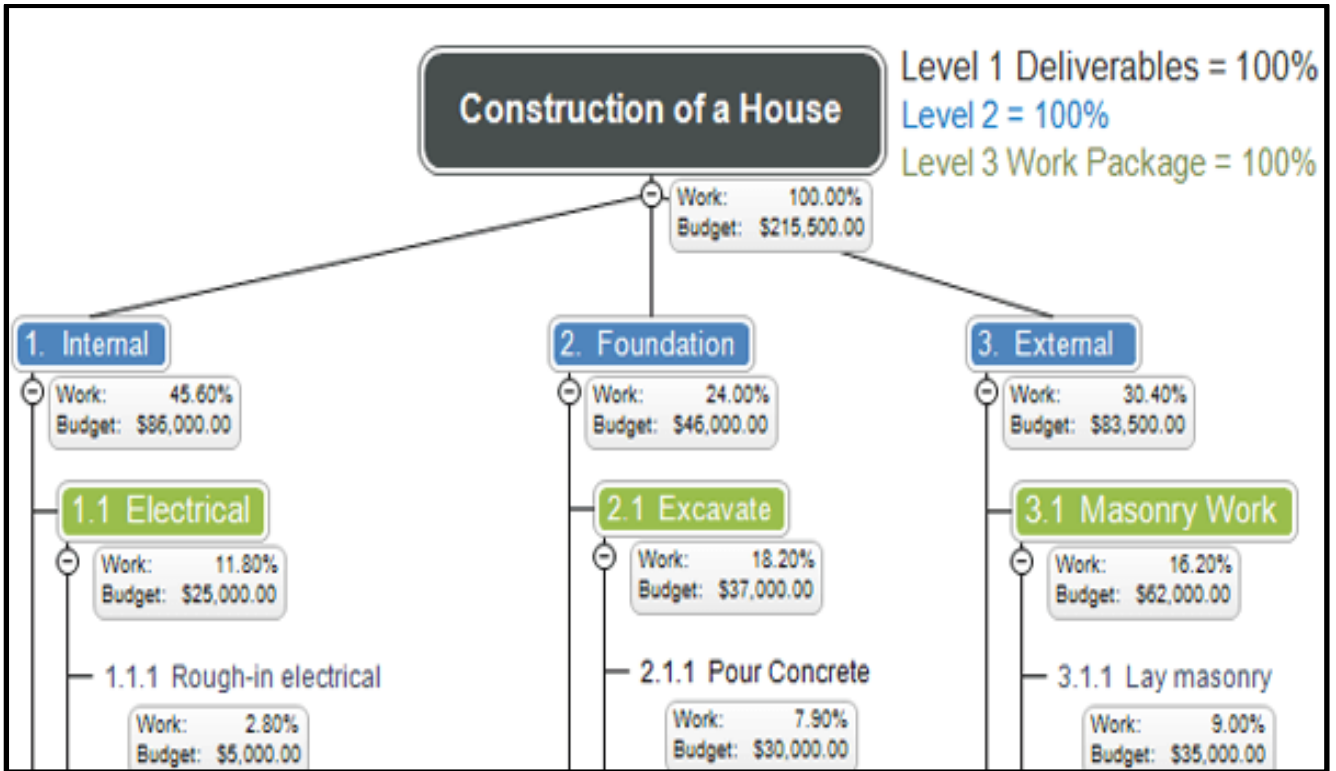 Construction of a House
Level 1 Deliverables = 100%
Level 2 = 100%
Level 3 Work Package = 100%
Work: 100.00%
Budget: $215,500.00
1. Internal
Work: 45.60%
Budget: $86,000.00
2. Foundation
Work: 24.00%
Budget: $46,000.00
3. External
Work: 30.40%
Budget: $83,500.00
1.1 Electrical
Work: 11.80%
Budget: $25,000.00
2.1 Excavate
Work: 18.20%
Budget: $37,000.00
3.1 Masonry Work
Work: 16.20%
Budget: $62,000.00
1.1.1 Rough-in electrical
Work: 2.80%
Budget: $5,000.00
2.1.1 Pour Concrete
Work: 7.90%
Budget: $30,000.00
3.1.1 Lay masonry
Work: 9.00%
Budget: $35,000.00